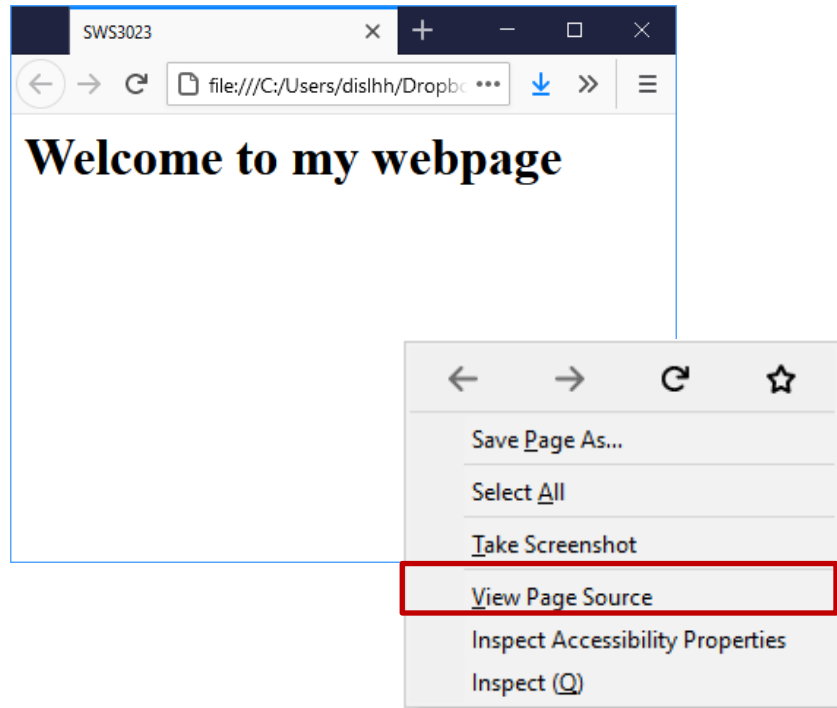 SWS3023
file:///C:/Users/dislhh/Dropbo
Welcome to my webpage
Save Page As...
Select All
Take Screenshot
View Page Source
Inspect Accessibility Properties
Inspect (Q)